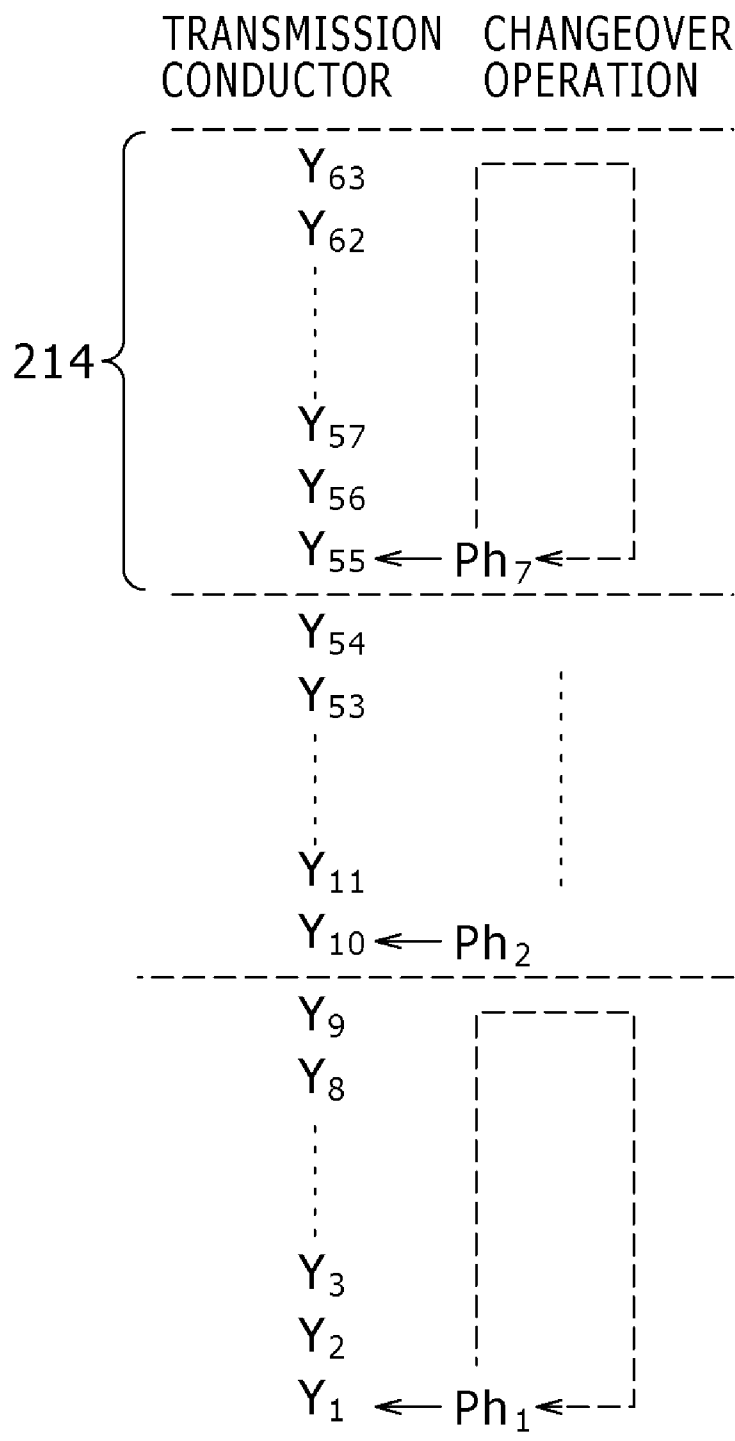 TRANSMISSION CHANGEOVER
CONDUCTOR OPERATION
Y63
Y62
214
Y57
Y56
Y55 Ph7
Y54
Y53
Y11
Y10 Ph2
Y9
Y8
Y3
Y2
Y1 Ph1